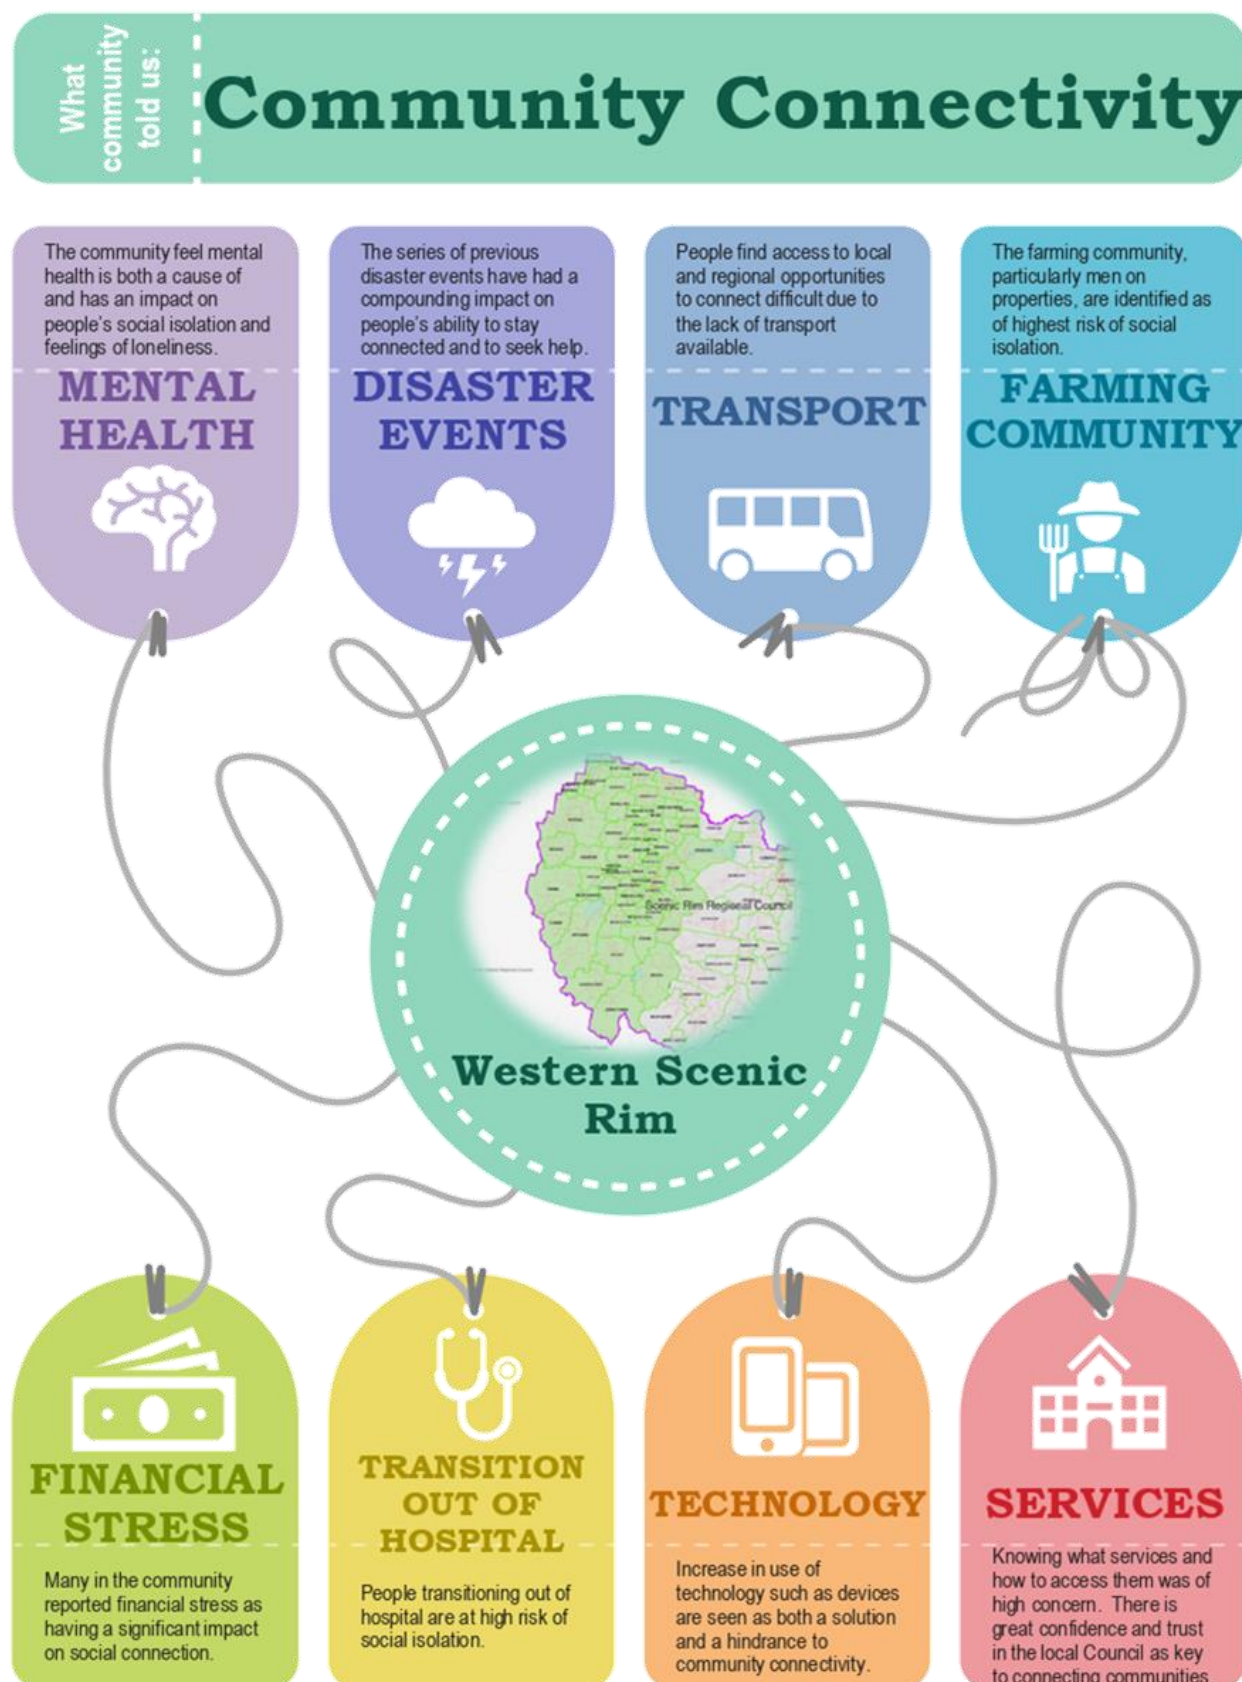 What
community
told us:
Community Connectivity
The community feel mental
health is both a cause of
and has an impact on
people's social isolation and
feelings of loneliness.
MENTAL
HEALTH
The series of previous
disaster events have had a
compounding impact on
people's ability to stay
connected and to seek help.
DISASTER
EVENTS
People find access to local
and regional opportunities
to connect difficult due to
the lack of transport
available.
TRANSPORT
The farming community,
particularly men on
properties, are identified as
of highest risk of social
isolation.
FARMING
COMMUNITY
Scenic Rim Regional Council
Western Scenic
Rim
FINANCIAL
STRESS
Many in the community
reported financial stress as
having a significant impact
on social connection.
TRANSITION
OUT OF
HOSPITAL
People transitioning out of
hospital are at high risk of
social isolation.
TECHNOLOGY
Increase in use of
technology such as devices
are seen as both a solution
and a hindrance to
community connectivity.
SERVICES
Knowing what services and
how to access them was of
high concern.  There is
great confidence and trust
in the local Council as key
to connecting communities